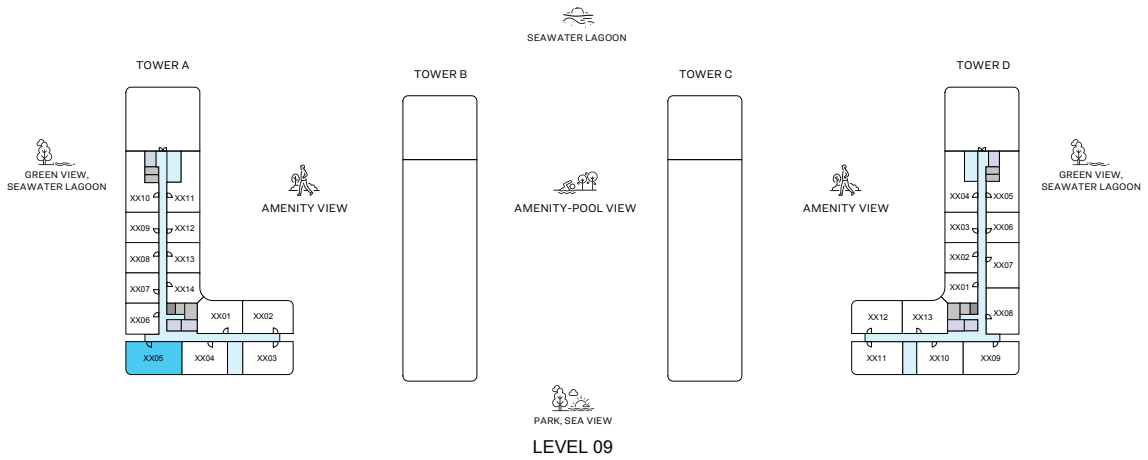 SEAWATER LAGOON
TOWER A
TOWER B
TOWER C
TOWER D
GREEN VIEW,
SEAWATER LAGOON
AMENITY VIEW
AMENITY-POOL VIEW
AMENITY VIEW
GREEN VIEW,
SEAWATER LAGOON
XX10 XX11
XX09 XX12
XX08 XX13
XX07 XX14
XX06 XX01 XX02
XX05 XX04 XX03
XX04 XX05
XX03 XX06
XX02 XX07
XX01
XX12 XX13 XX08
XX11 XX10 XX09
PARK, SEA VIEW
LEVEL 09